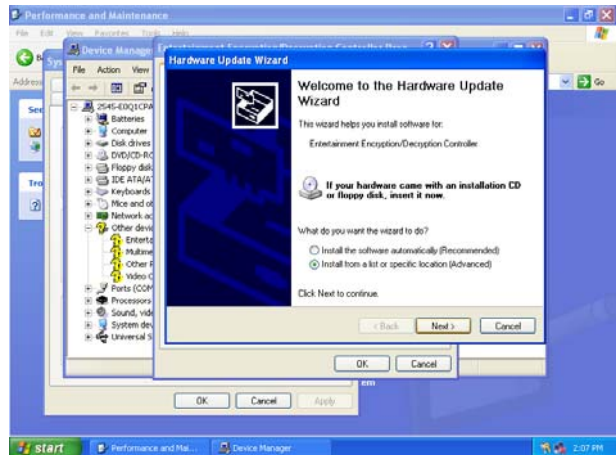 Performance and Maintenance
File Edit View Favorites Tools Help
Address
Go
Device Manage
File Action View
2545-E0Q1CPA
Batteries
Computer
Disk drives
DVD/CD-RC
Floppy disk
IDE ATA/AT
Keyboards
Mice and ot
Network ac
Other devic
Enterta
Multime
Other P
Video C
Ports (COM
Processors
Sound, vide
System dev
Universal S
Hardware Update Wizard
Welcome to the Hardware Update
Wizard
This wizard helps you install software for:
Entertainment Encryption/Decryption Controller
If your hardware came with an installation CD
or floppy disk, insert it now.
What do you want the wizard to do?
Install the software automatically (Recommended)
Install from a list or specific location (Advanced)
Click Next to continue.
< Back Next > Cancel
OK Cancel
OK Cancel Apply
start Performance and Mai... Device Manager 2:07 PM